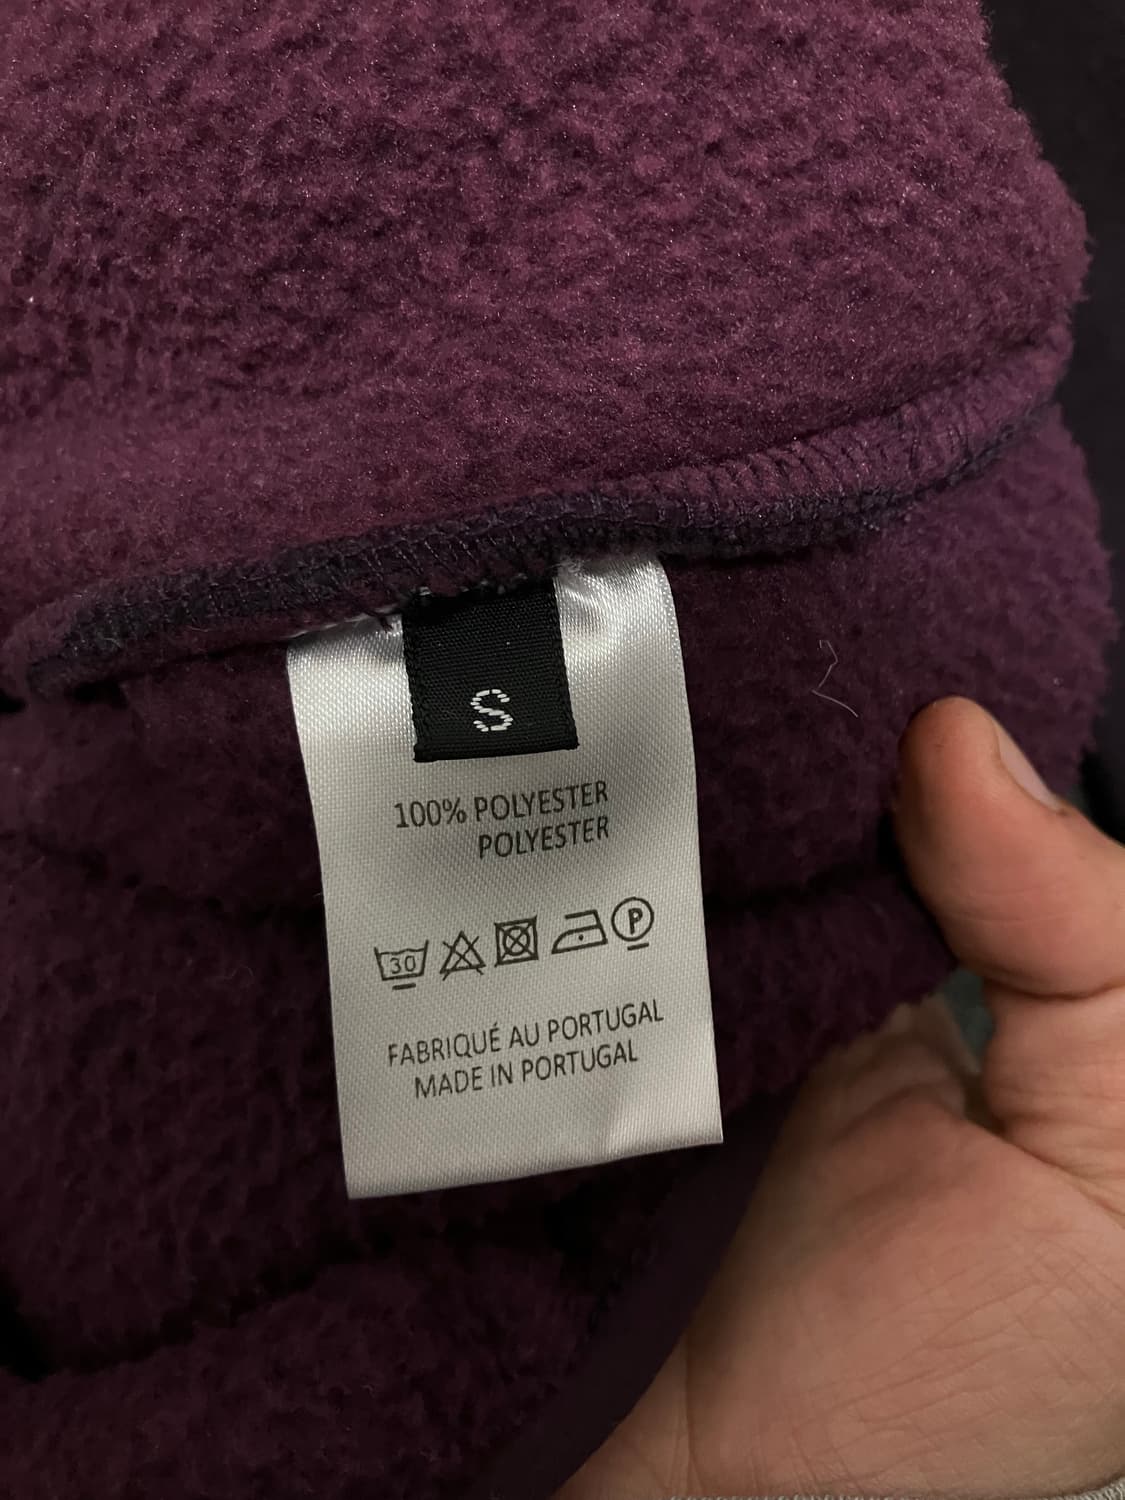 S
100% POLYESTER
POLYESTER
30
P
FABRIQUÉ AU PORTUGAL
MADE IN PORTUGAL